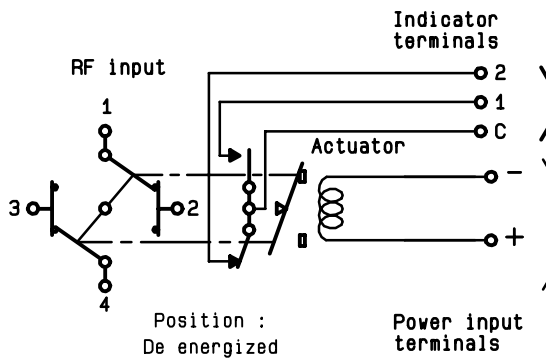 Indicator
terminals
RF input
2
1
1
C
Actuator
-
3
2
+
4
Position :
De energized
Power input
terminals